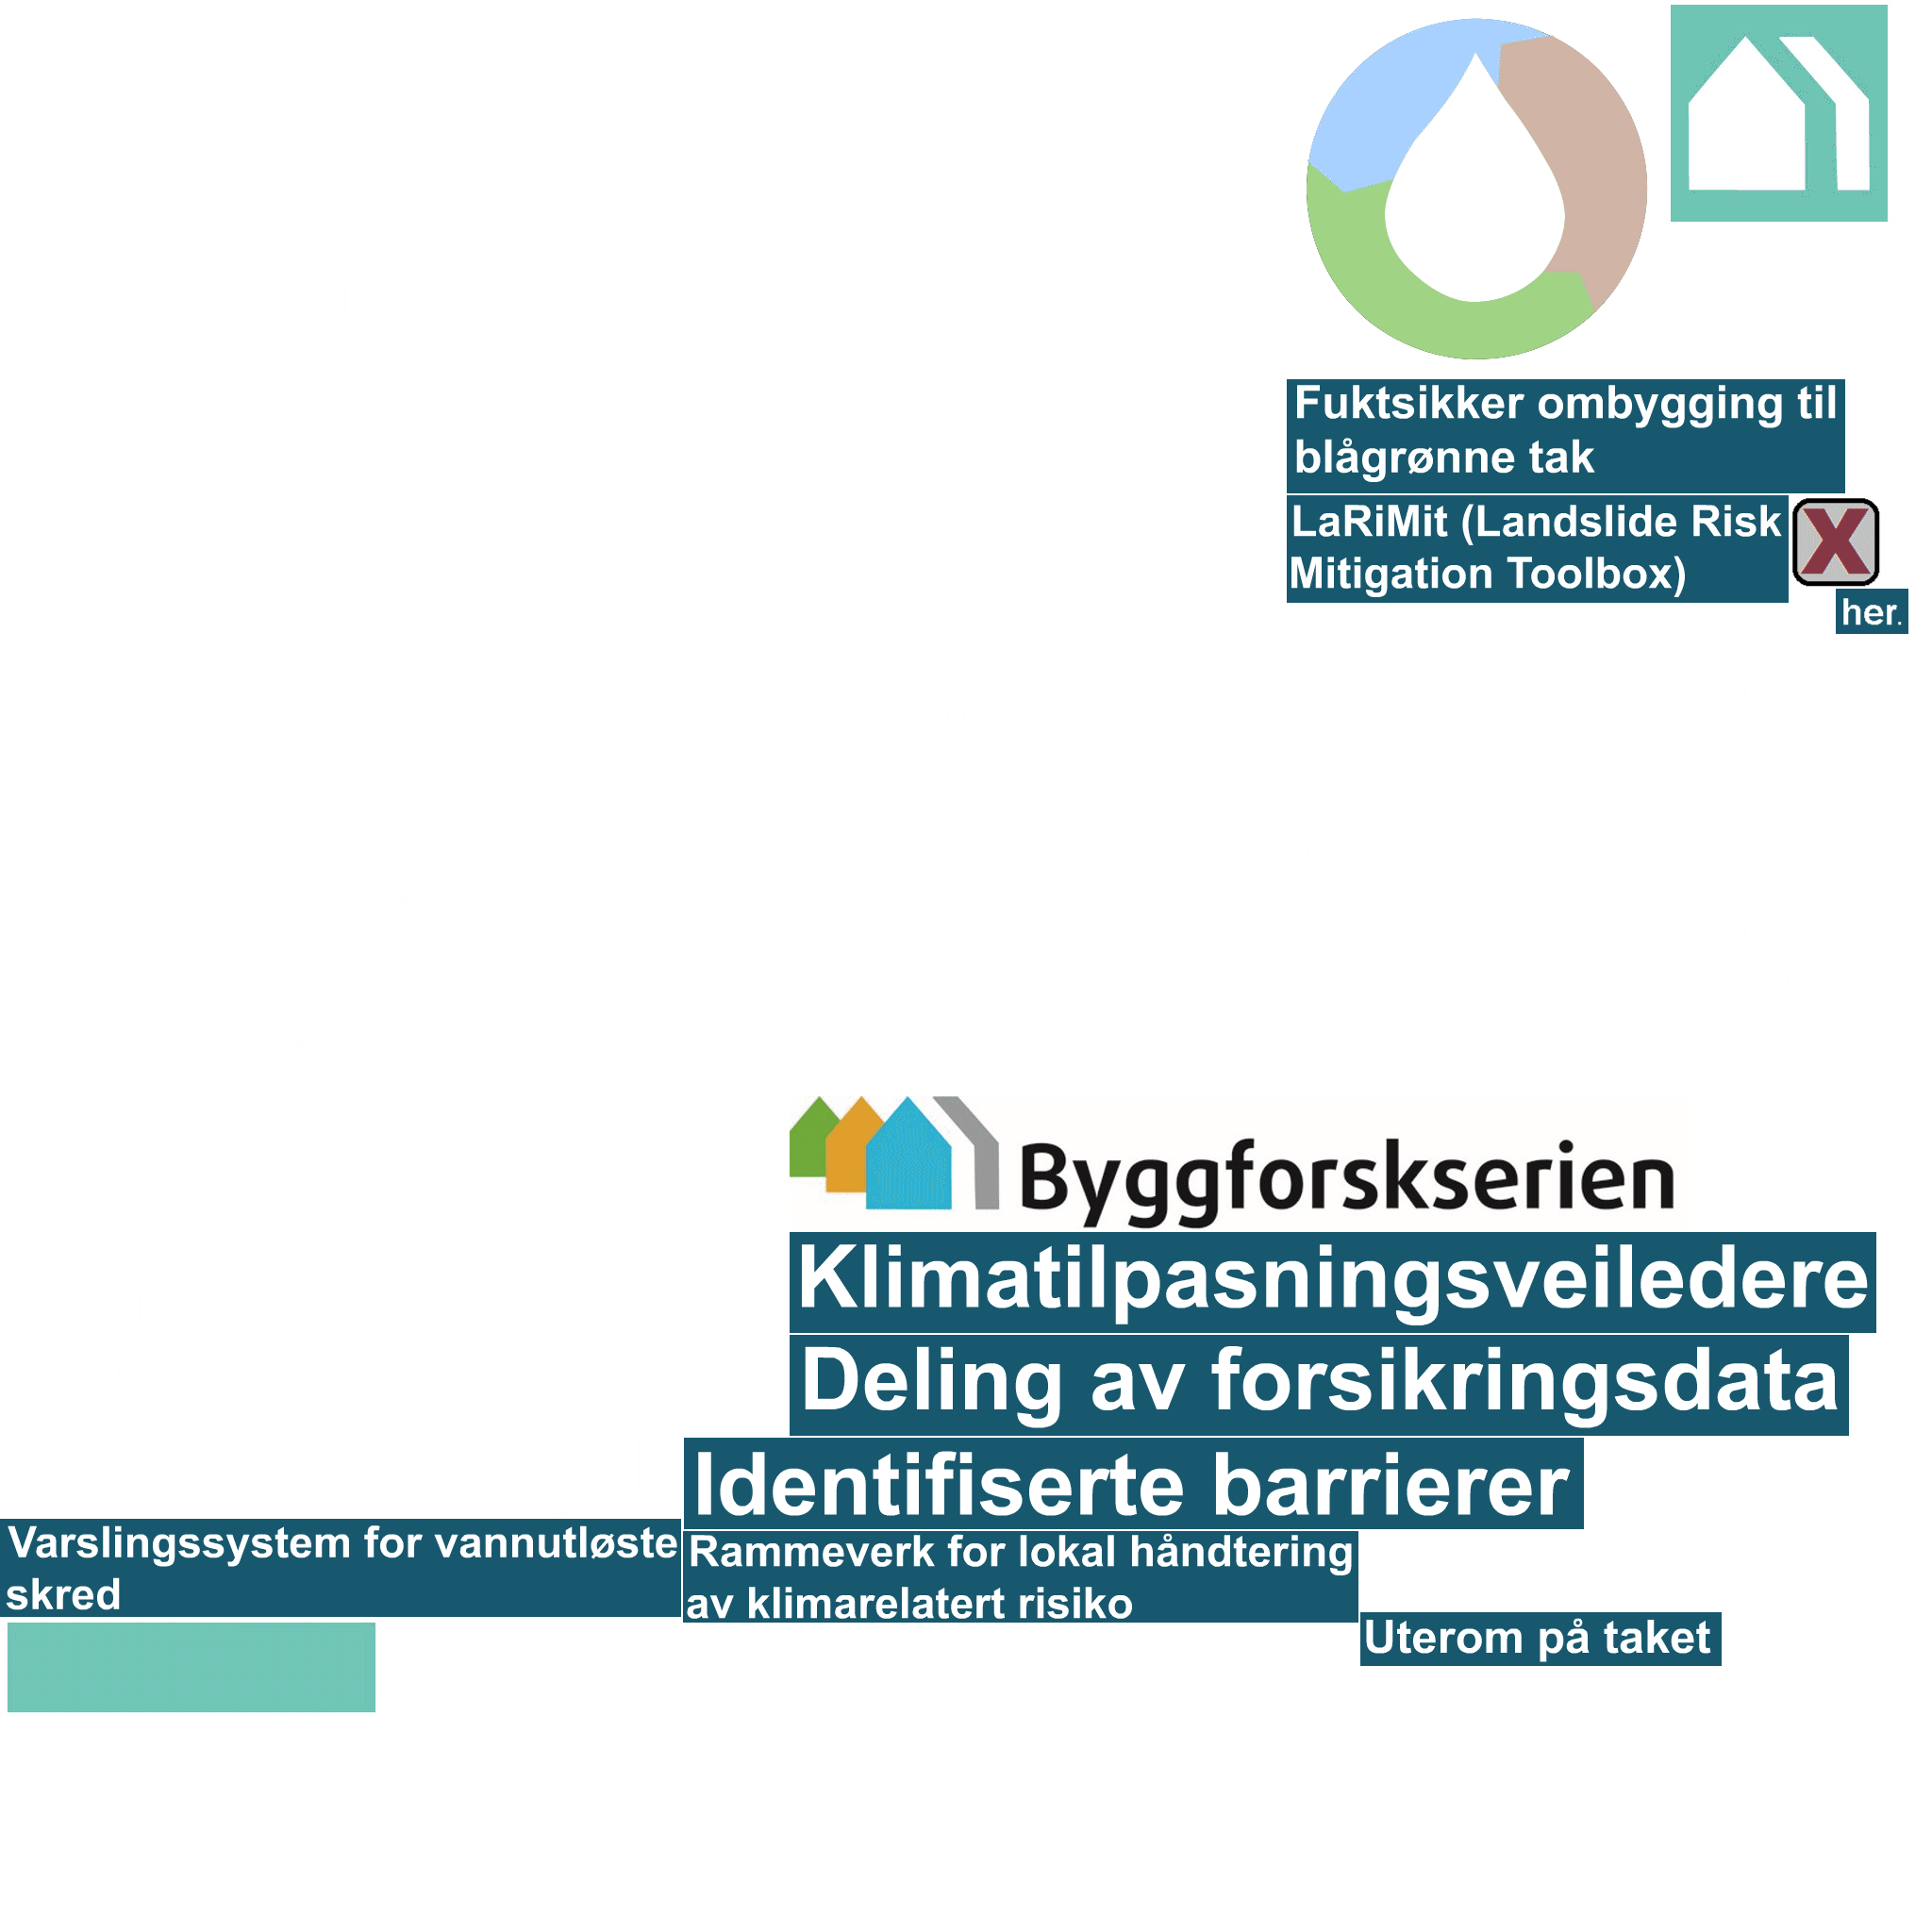 Fuktsikker ombygging til
blågrønne tak
LaRiMit (Landslide Risk
Mitigation Toolbox)
X
her.
Byggforskserien
Klimatilpasningsveiledere
Deling av forsikringsdata
Identifiserte barrierer
Varslingssystem for vannutløste
skred
Rammeverk for lokal håndtering
av klimarelatert risiko
Uterom på taket